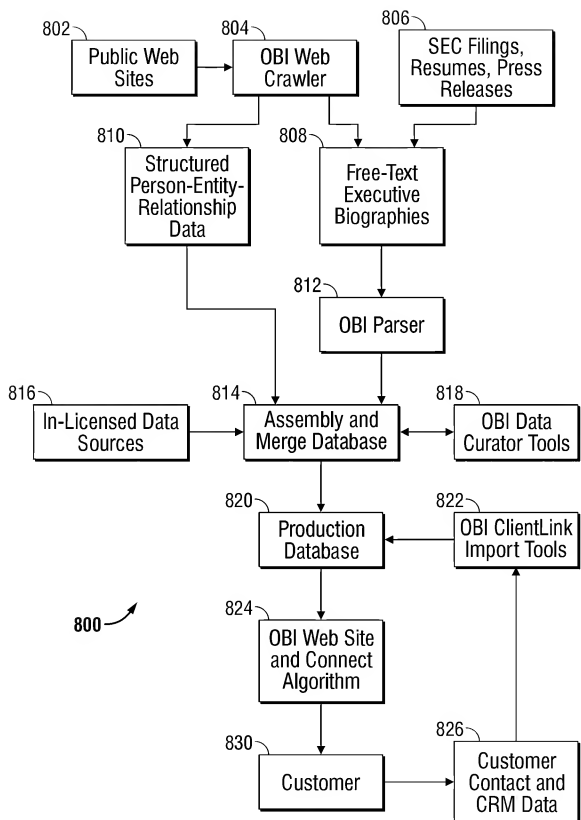 802
Public Web
Sites
804
OBI Web
Crawler
806
SEC Filings,
Resumes, Press
Releases
810
Structured
Person-Entity-
Relationship
Data
808
Free-Text
Executive
Biographies
812
OBI Parser
816
In-Licensed Data
Sources
814
Assembly and
Merge Database
818
OBI Data
Curator Tools
820
Production
Database
822
OBI ClientLink
Import Tools
800
824
OBI Web Site
and Connect
Algorithm
830
Customer
826
Customer
Contact and
CRM Data